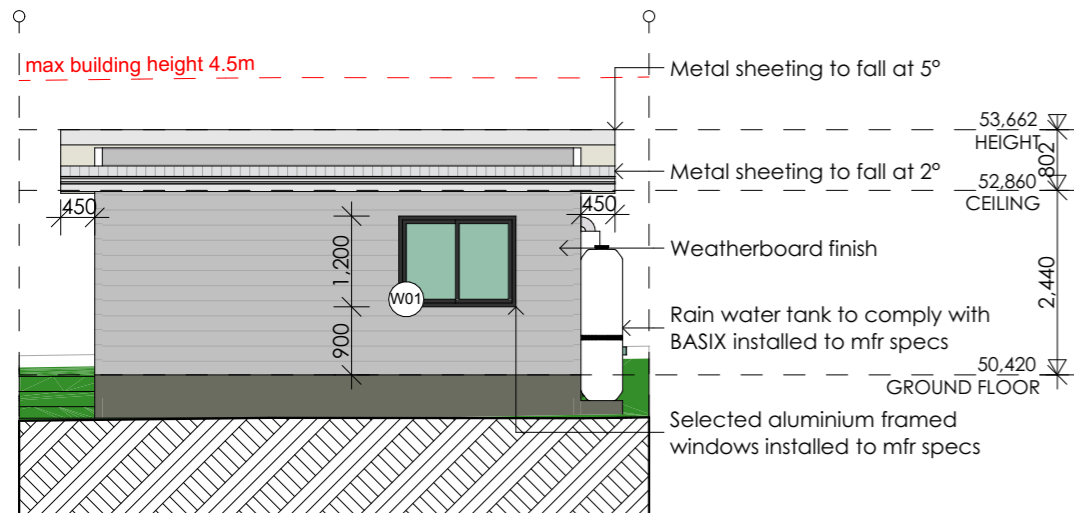 max building height 4.5m
Metal sheeting to fall at 5°
53,662
HEIGHT
802
Metal sheeting to fall at 2°
52,860
CEILING
450
450
1,200
Weatherboard finish
2,440
W01
900
Rain water tank to comply with
BASIX installed to mfr specs
50,420
GROUND FLOOR
Selected aluminium framed
windows installed to mfr specs